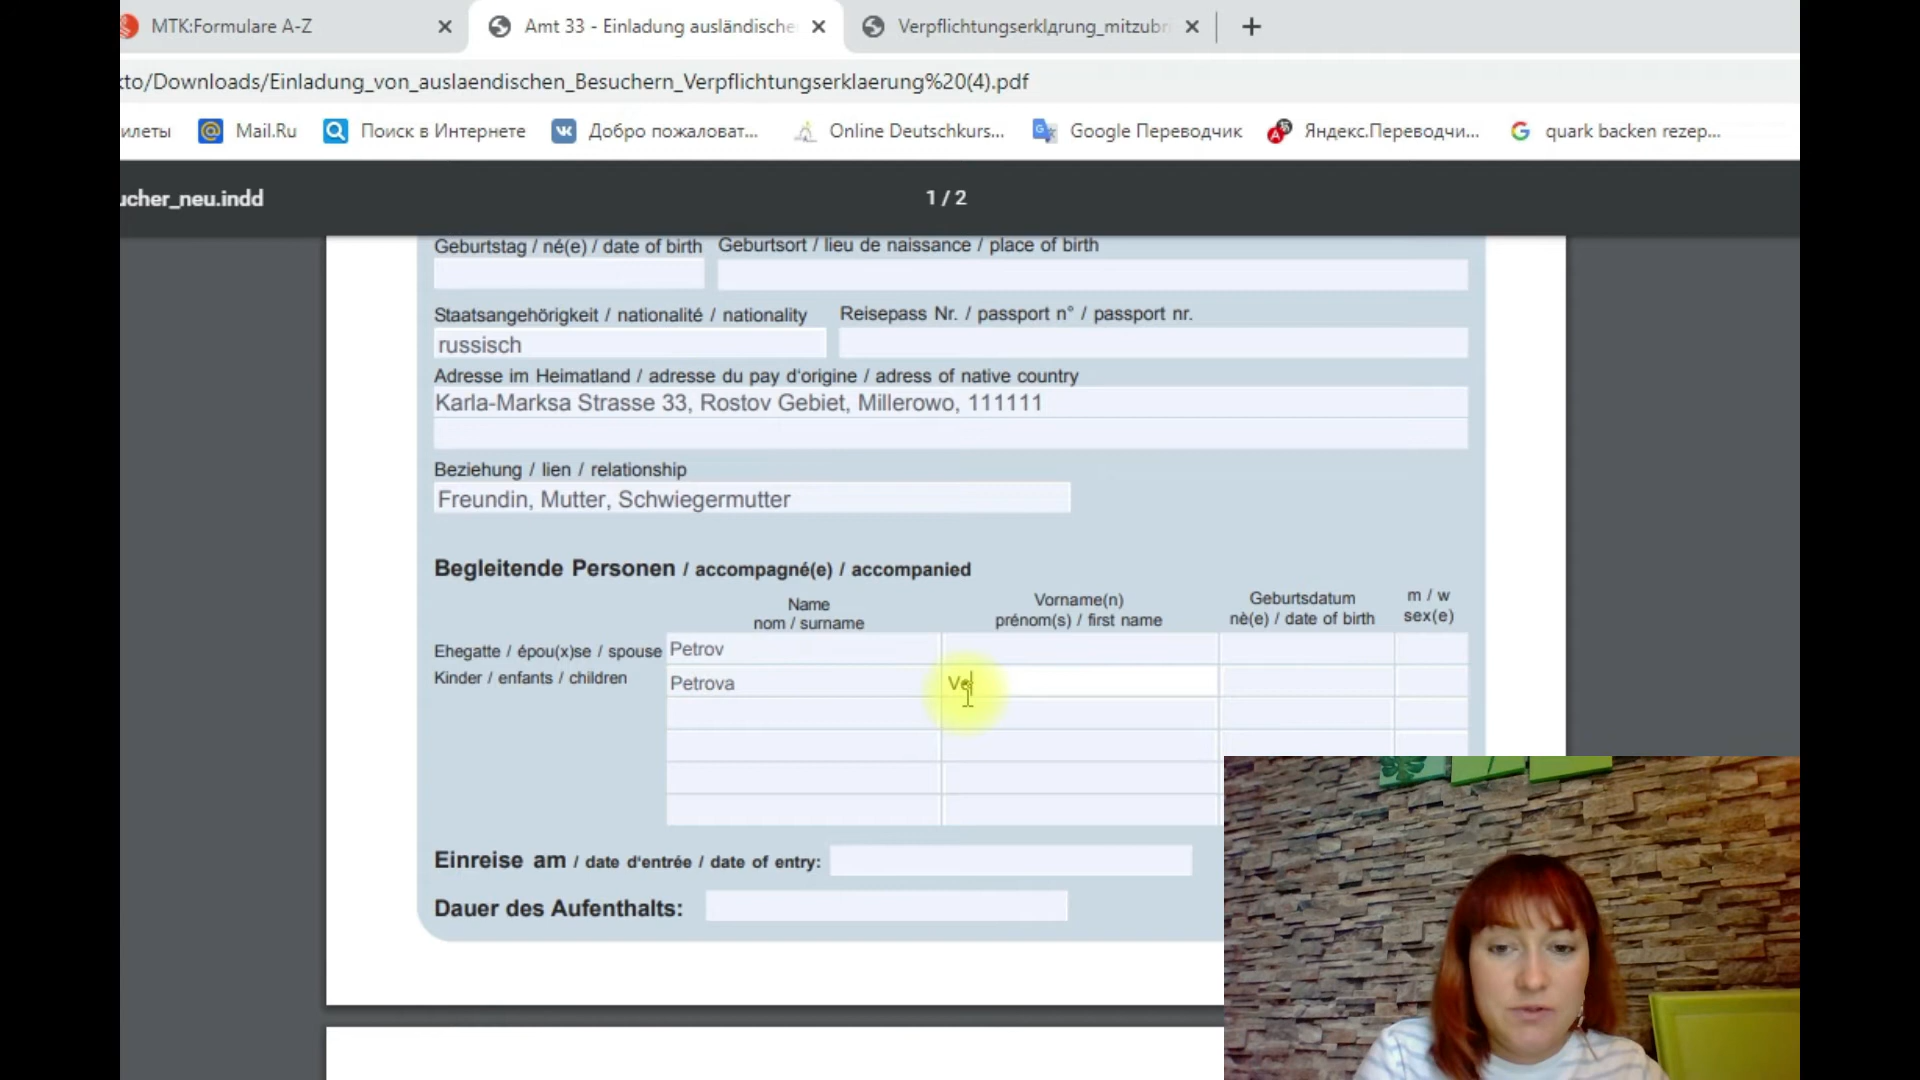 MTK:Formulare A-Z
Amt 33 - Einladung ausländische
Verpflichtungserklдrung_mitzubri
kto/Downloads/Einladung_von_auslaendischen_Besuchern_Verpflichtungserklaerung%20(4).pdf
илеты
Mail.Ru
Поиск в Интернете
Добро пожаловат...
Online Deutschkurs...
Google Переводчик
Яндекс.Переводчи...
quark backen rezep...
ucher_neu.indd
1 / 2
Geburtstag / né(e) / date of birth
Geburtsort / lieu de naissance / place of birth
Staatsangehörigkeit / nationalité / nationality
Reisepass Nr. / passport n° / passport nr.
russisch
Adresse im Heimatland / adresse du pay d'origine / adress of native country
Karla-Marksa Strasse 33, Rostov Gebiet, Millerowo, 111111
Beziehung / lien / relationship
Freundin, Mutter, Schwiegermutter
Begleitende Personen / accompagné(e) / accompanied
Name
nom / surname
Vorname(n)
prénom(s) / first name
Geburtsdatum
nè(e) / date of birth
m / w
sex(e)
Ehegatte / épou(x)se / spouse
Petrov
Kinder / enfants / children
Petrova
Ve
Einreise am / date d'entrée / date of entry:
Dauer des Aufenthalts: